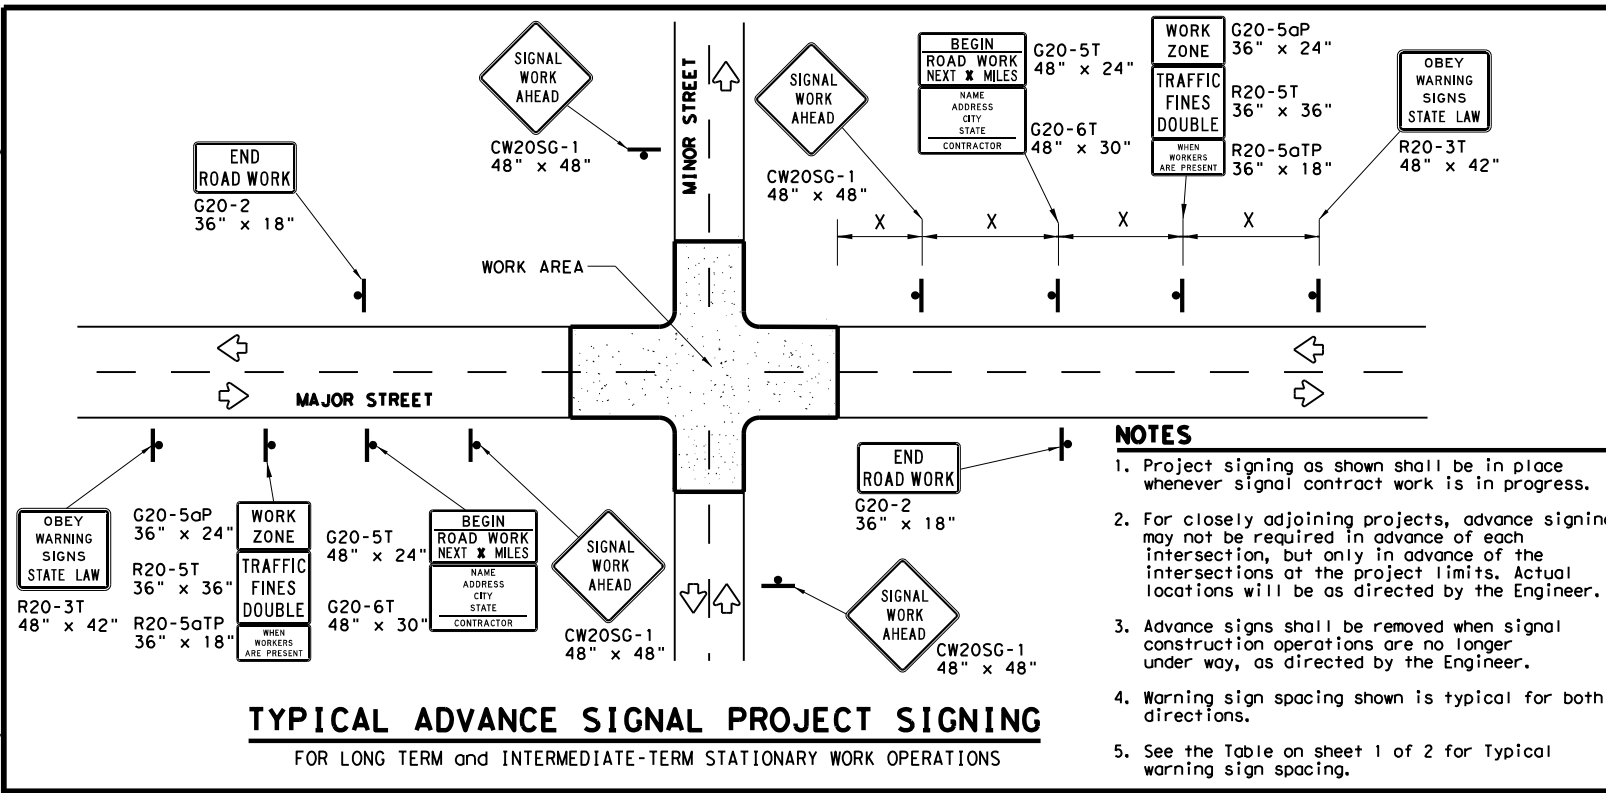 SIGNAL
WORK
AHEAD
CW20SG-1
48" x 48"
MINOR STREET
SIGNAL
WORK
AHEAD
CW20SG-1
48" x 48"
BEGIN
ROAD WORK
NEXT X MILES
G20-5T
48" x 24"
NAME
ADDRESS
CITY
STATE
CONTRACTOR
G20-6T
48" x 30"
WORK
ZONE
G20-5aP
36" x 24"
TRAFFIC
FINES
DOUBLE
R20-5T
36" x 36"
WHEN
WORKERS
ARE PRESENT
R20-5aTP
36" x 18"
OBEY
WARNING
SIGNS
STATE LAW
R20-3T
48" x 42"
END
ROAD WORK
G20-2
36" x 18"
X
X
X
X
WORK AREA
MAJOR STREET
OBEY
WARNING
SIGNS
STATE LAW
R20-3T
48" x 42"
G20-5aP
36" x 24"
WORK
ZONE
R20-5T
36" x 36"
TRAFFIC
FINES
DOUBLE
R20-5aTP
36" x 18"
WHEN
WORKERS
ARE PRESENT
G20-5T
48" x 24"
BEGIN
ROAD WORK
NEXT X MILES
G20-6T
48" x 30"
NAME
ADDRESS
CITY
STATE
CONTRACTOR
SIGNAL
WORK
AHEAD
CW20SG-1
48" x 48"
END
ROAD WORK
G20-2
36" x 18"
SIGNAL
WORK
AHEAD
CW20SG-1
48" x 48"
TYPICAL ADVANCE SIGNAL PROJECT SIGNING
FOR LONG TERM and INTERMEDIATE-TERM STATIONARY WORK OPERATIONS
NOTES
1. Project signing as shown shall be in place
whenever signal contract work is in progress.
2. For closely adjoining projects, advance signing
may not be required in advance of each
intersection, but only in advance of the
intersections at the project limits. Actual
locations will be as directed by the Engineer.
3. Advance signs shall be removed when signal
construction operations are no longer
under way, as directed by the Engineer.
4. Warning sign spacing shown is typical for both
directions.
5. See the Table on sheet 1 of 2 for Typical
warning sign spacing.